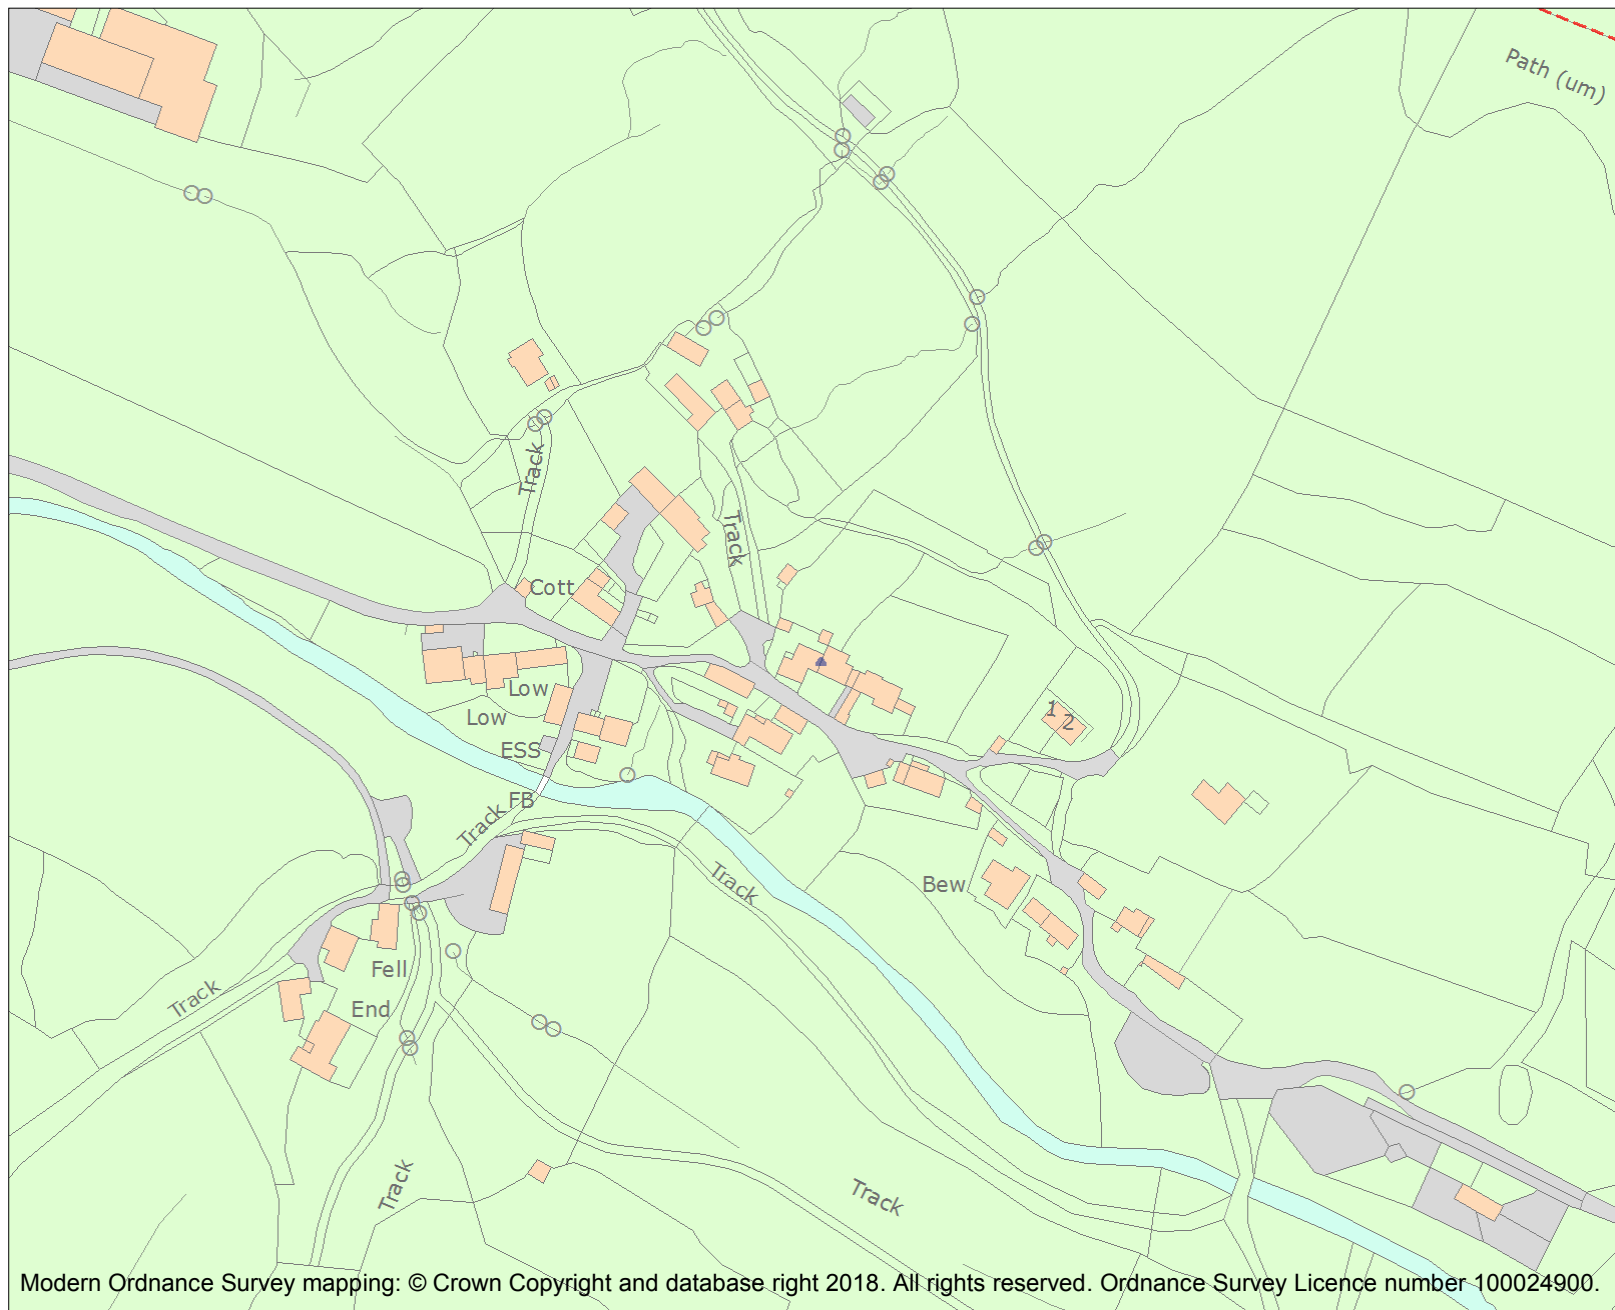 Path (um)
Track
Track
Cott
Low
Low
1
2
ESS
FB
Track
Track
Bew
Fell
Track
End
Track
Track
Modern Ordnance Survey mapping: © Crown Copyright and database right 2018. All rights reserved. Ordnance Survey Licence number 100024900.